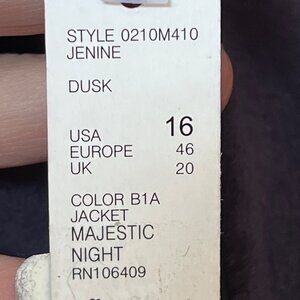 STYLE 0210M410
JENINE
DUSK
USA 16
EUROPE 46
UK 20
COLOR B1A
JACKET
MAJESTIC
NIGHT
RN106409